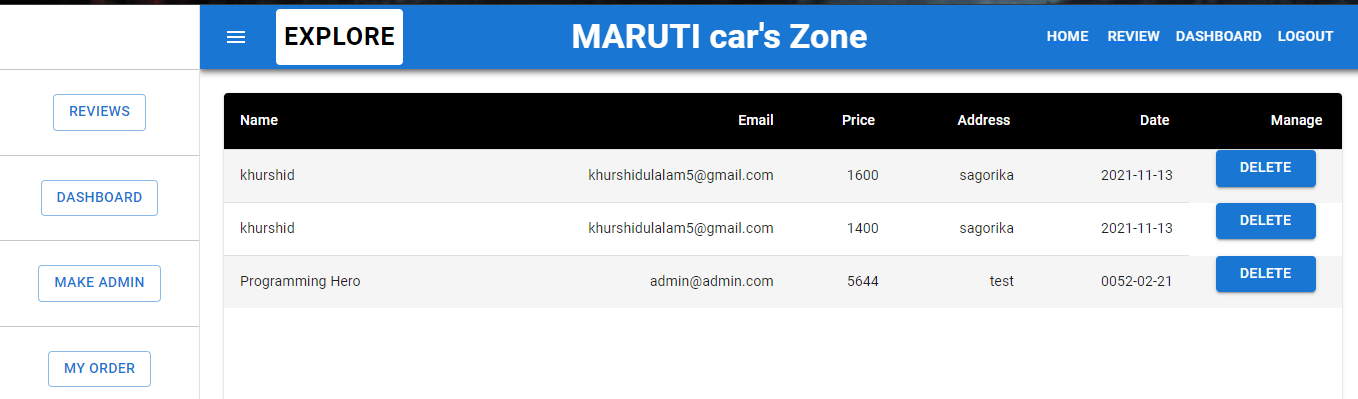 EXPLORE MARUTI car's Zone HOME REVIEW DASHBOARD LOGOUT
REVIEWS
DASHBOARD
MAKE ADMIN
MY ORDER
Name Email Price Address Date Manage
khurshid khurshidulalam5@gmail.com 1600 sagorika 2021-11-13 DELETE
khurshid khurshidulalam5@gmail.com 1400 sagorika 2021-11-13 DELETE
Programming Hero admin@admin.com 5644 test 0052-02-21 DELETE